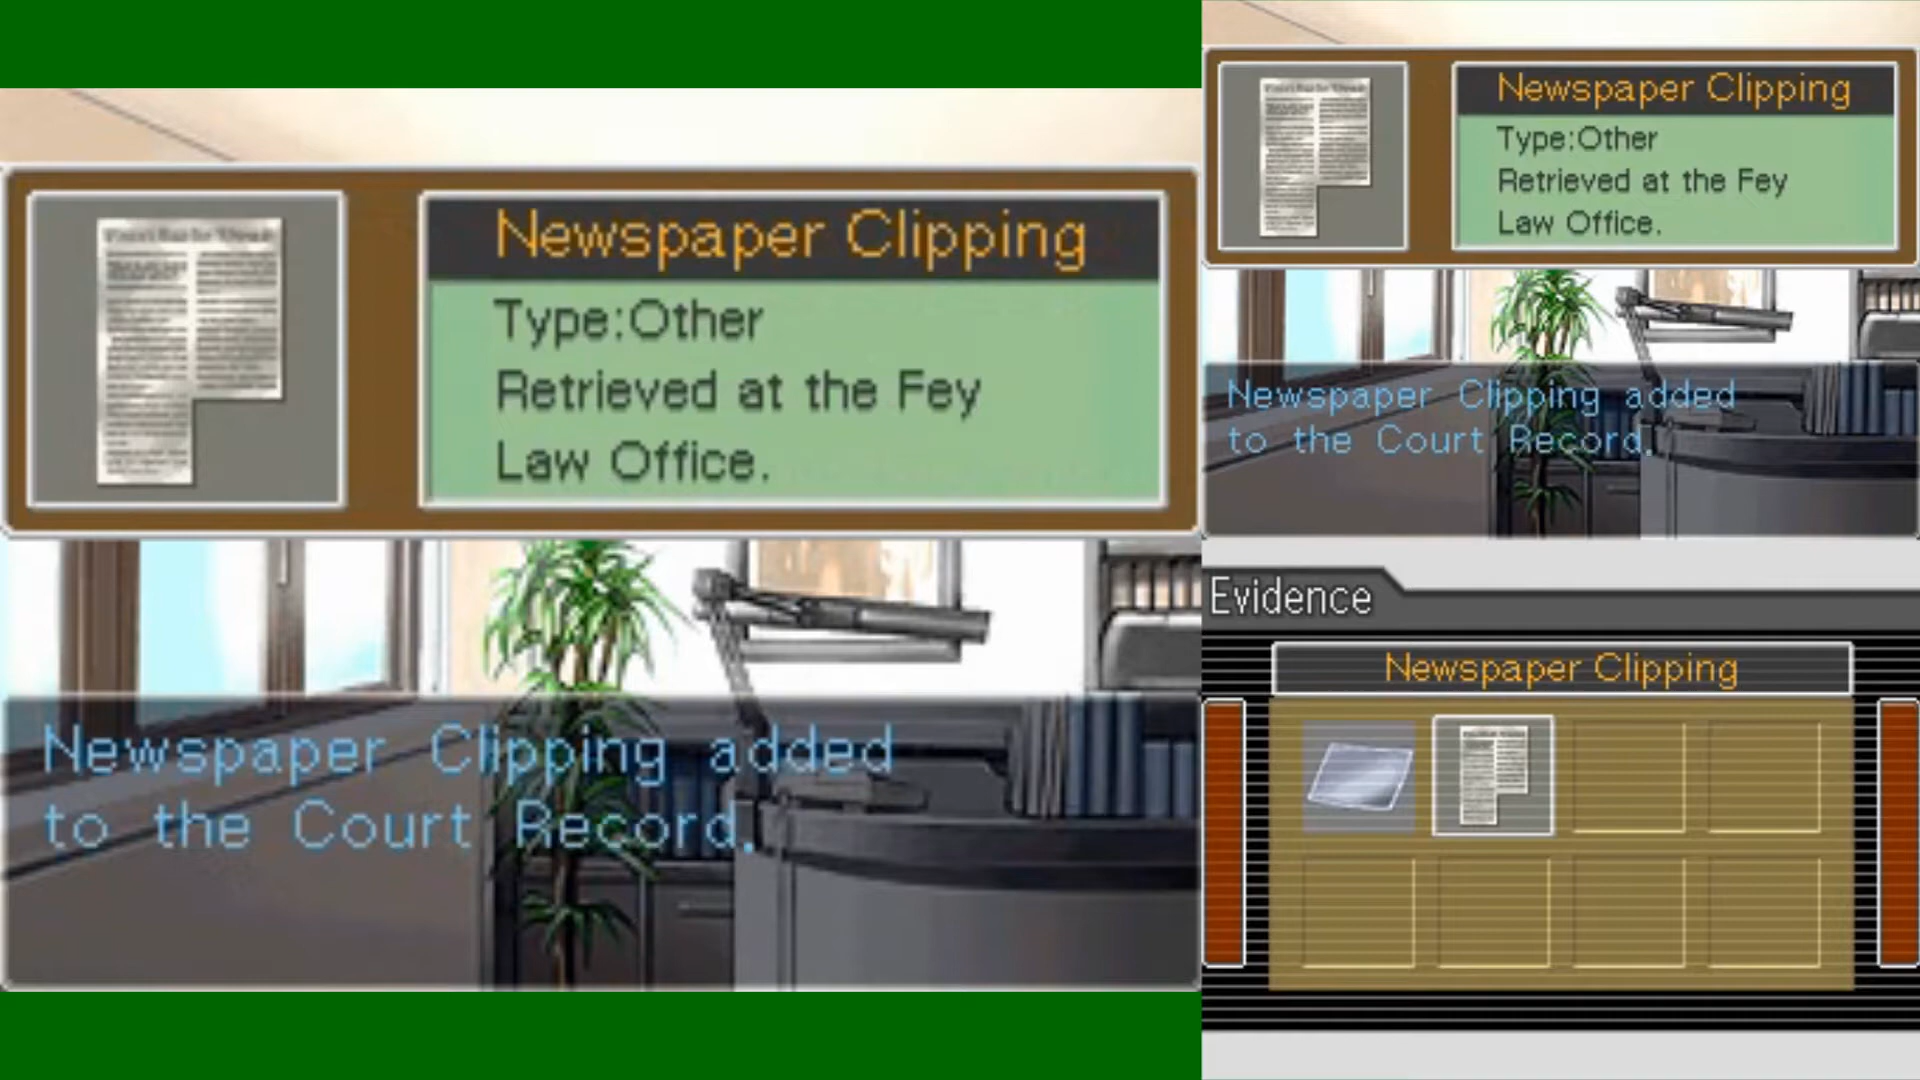 Newspaper Clipping
Type:Other
Retrieved at the Fey
Law Office.
Newspaper Clipping added
to the Court Record.
Newspaper Clipping
Type:Other
Retrieved at the Fey
Law Office.
Newspaper Clipping added
to the Court Record.
Evidence
Newspaper Clipping